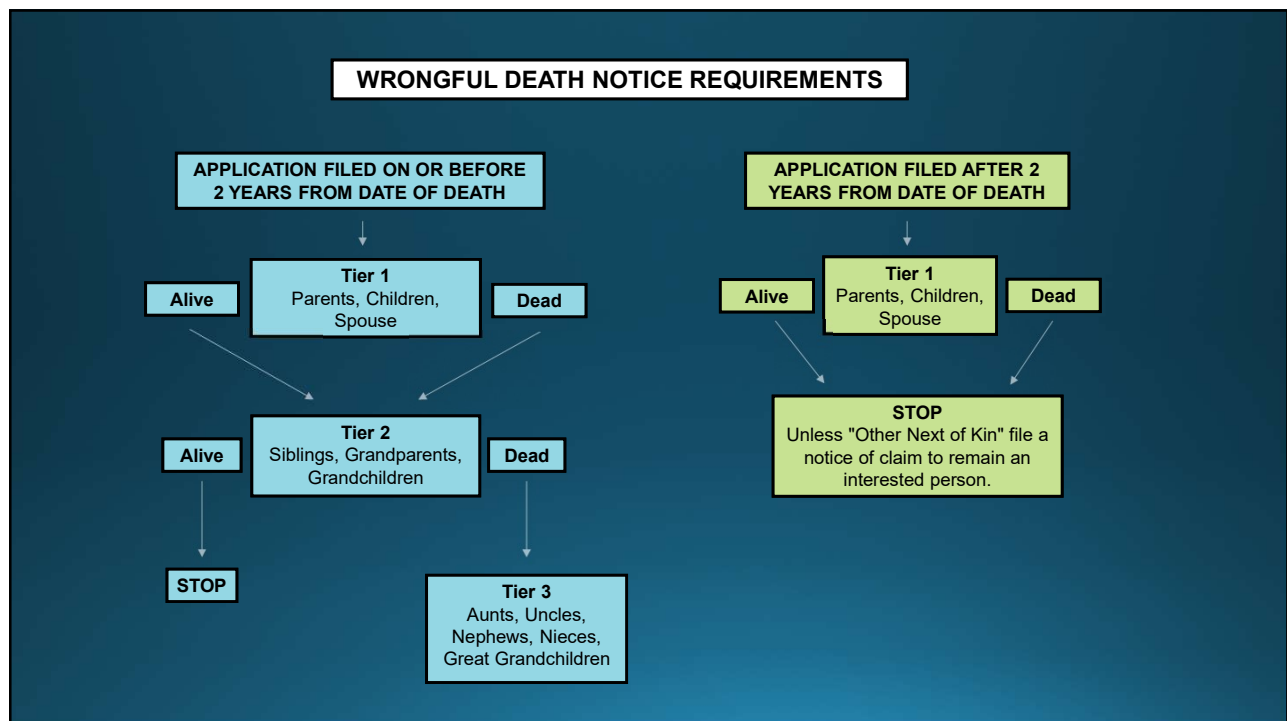 WRONGFUL DEATH NOTICE REQUIREMENTS
APPLICATION FILED ON OR BEFORE
2 YEARS FROM DATE OF DEATH
Alive
Tier 1
Parents, Children,
Spouse
Dead
Alive
Tier 2
Siblings, Grandparents,
Grandchildren
Dead
STOP
Tier 3
Aunts, Uncles,
Nephews, Nieces,
Great Grandchildren
APPLICATION FILED AFTER 2
YEARS FROM DATE OF DEATH
Alive
Tier 1
Parents, Children,
Spouse
Dead
STOP
Unless "Other Next of Kin" file a
notice of claim to remain an
interested person.